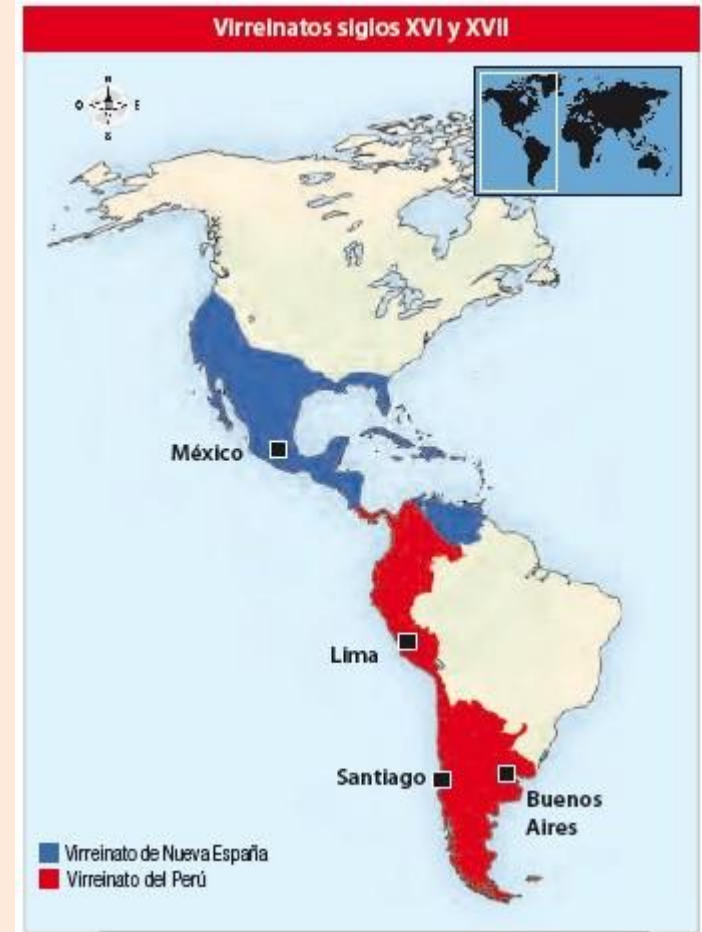 Virreinatos siglos XVI y XVII
N
O E
S
México
Lima
Santiago
Buenos
Aires
Virreinato de Nueva España
Virreinato del Perú